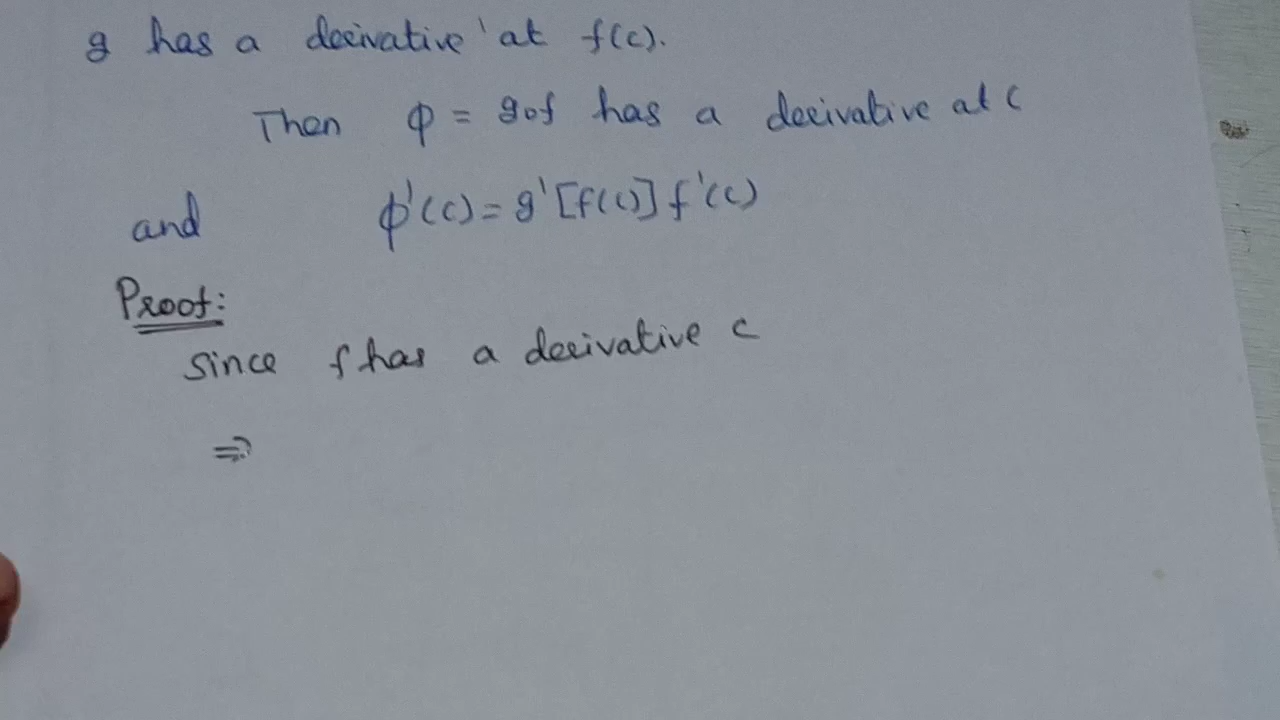 g has a derivative at f(c).
Then φ = gof has a derivative at c
and φ'(c) = g'[f(c)] f'(c)
Proof:
Since f has a derivative c
⇒